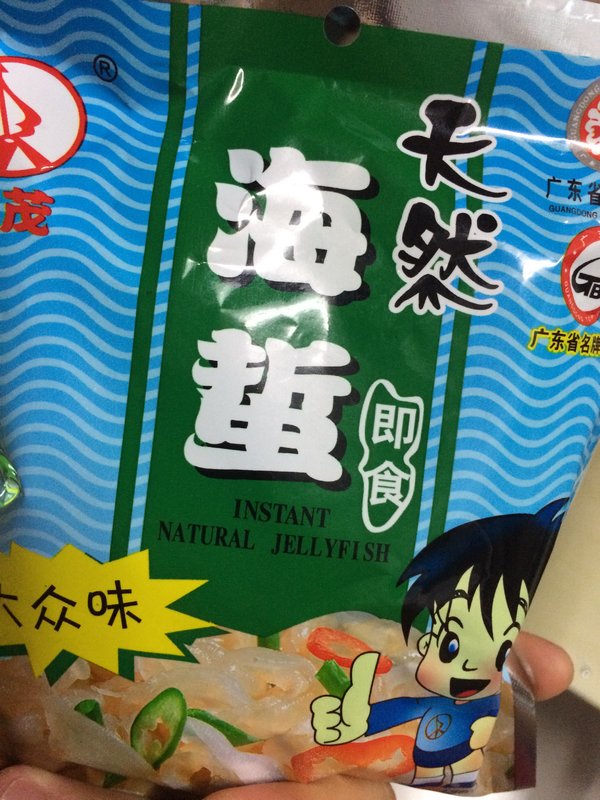 ®
茂
天然
海蜇
即食
INSTANT
NATURAL JELLYFISH
大众味
广东省
GUANGDONG
广东省名牌